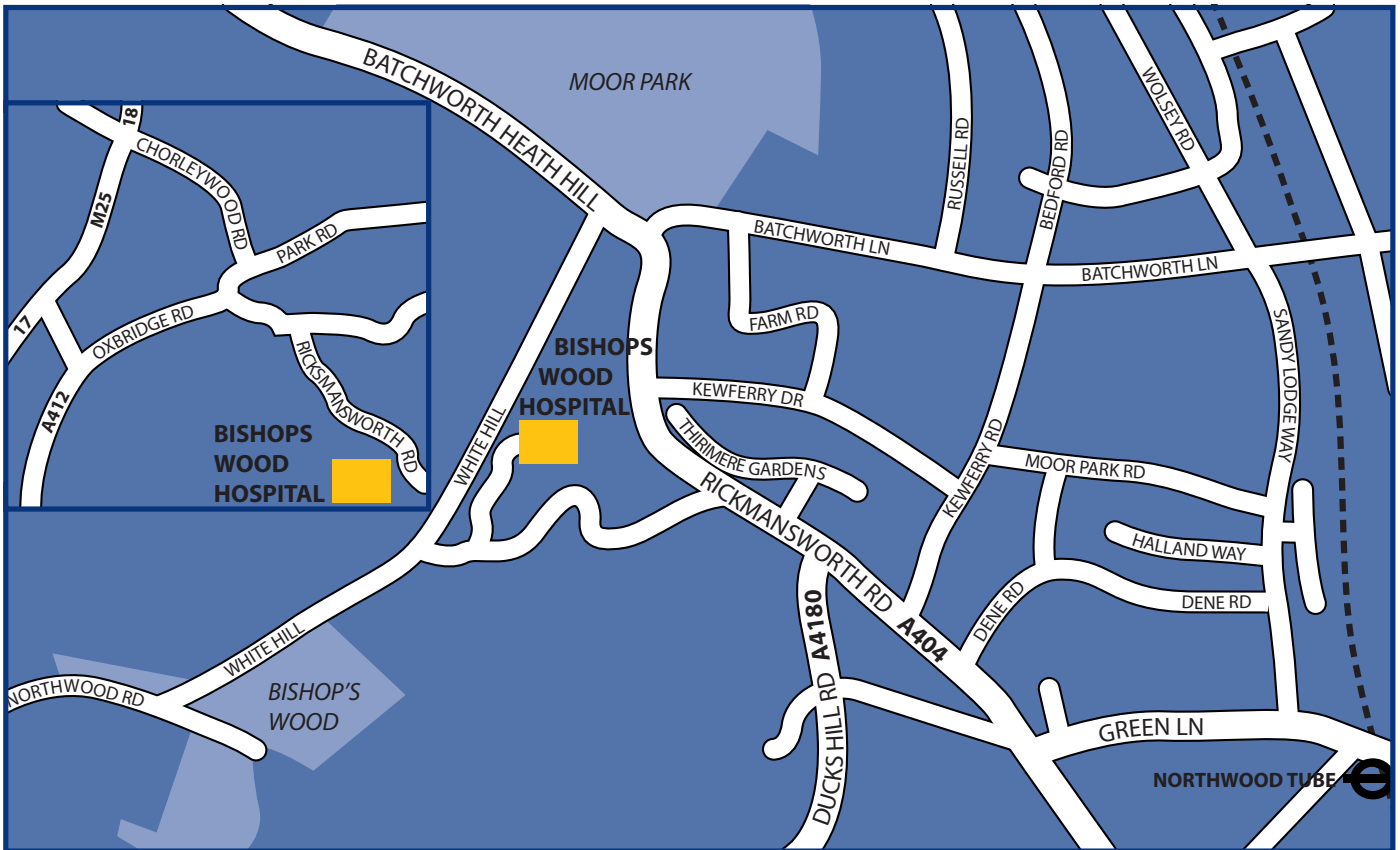 MOOR PARK
BATCHWORTH HEATH HILL
RUSSELL RD
BEDFORD RD
WOLSEY RD
BATCHWORTH LN
BATCHWORTH LN
FARM RD
KEWFERRY DR
THIRIMERE GARDENS
SANDY LODGE WAY
KEWFERRY RD
MOOR PARK RD
HALLAND WAY
DENE RD
DENE RD
RICKMANSWORTH RD
A404
A4180
DUCKS HILL RD
GREEN LN
NORTHWOOD TUBE
BISHOPS
WOOD
HOSPITAL
WHITE HILL
WHITE HILL
NORTHWOOD RD
BISHOP'S
WOOD
18
CHORLEYWOOD RD
M25
PARK RD
17
OXBRIDGE RD
A412
RICKSMANSWORTH RD
BISHOPS
WOOD
HOSPITAL